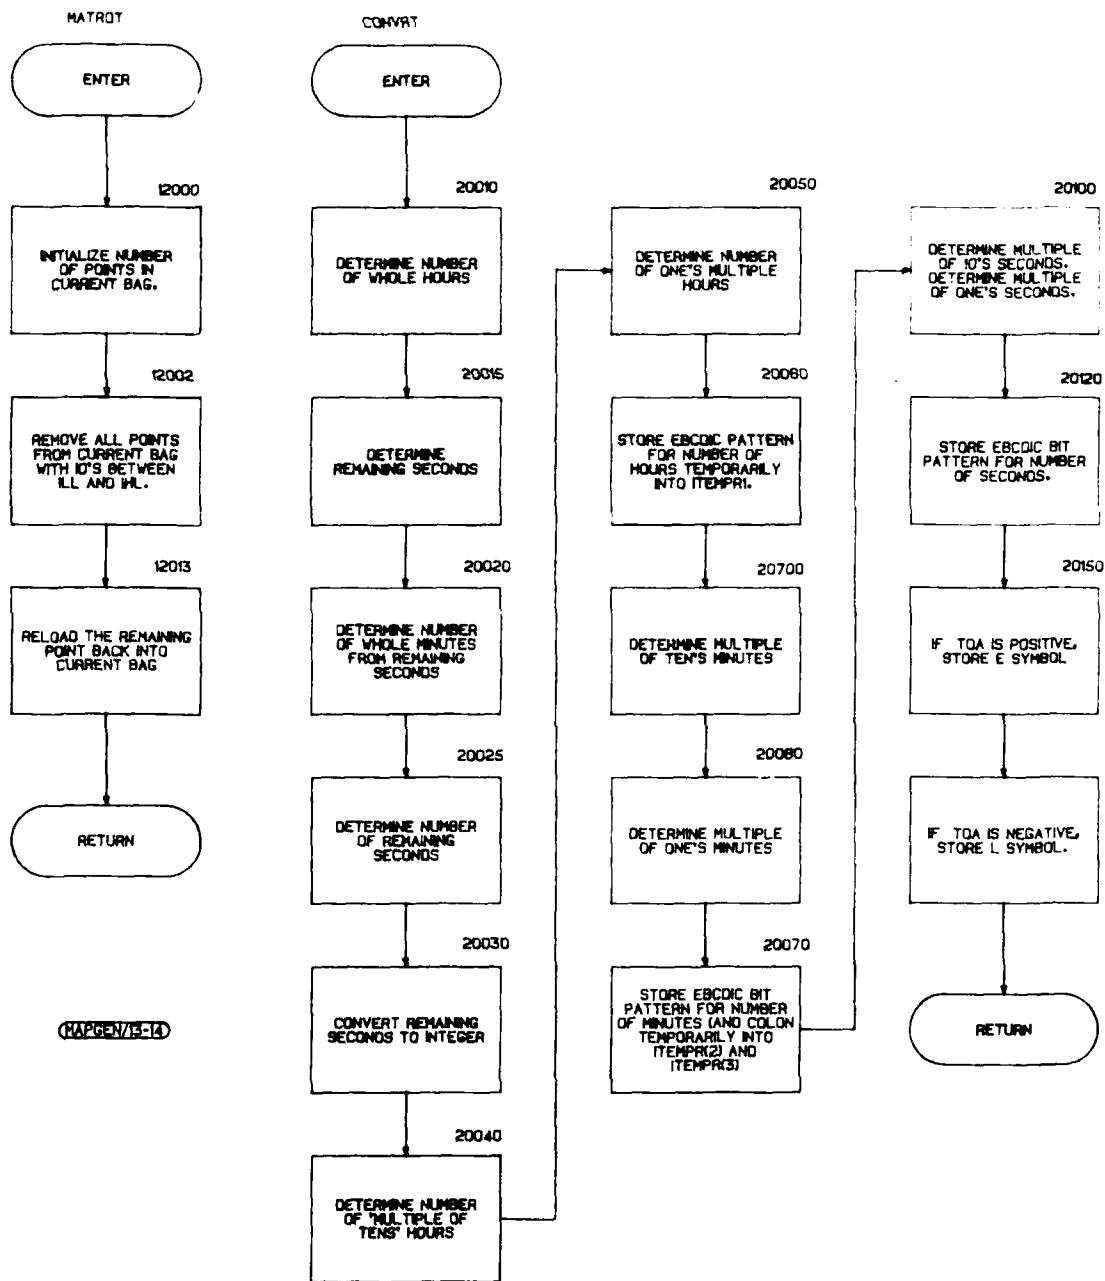 MATROT
ENTER
12000
INITIALIZE NUMBER
OF POINTS IN
CURRENT BAG.
12002
REMOVE ALL POINTS
FROM CURRENT BAG
WITH ID'S BETWEEN
ILL AND IHL.
12013
RELOAD THE REMAINING
POINT BACK INTO
CURRENT BAG
RETURN
MAPGEN/13-14
CONVRT
ENTER
20010
DETERMINE NUMBER
OF WHOLE HOURS
20015
DETERMINE
REMAINING SECONDS
20020
DETERMINE NUMBER
OF WHOLE MINUTES
FROM REMAINING
SECONDS
20025
DETERMINE NUMBER
OF REMAINING
SECONDS
20030
CONVERT REMAINING
SECONDS TO INTEGER
20040
DETERMINE NUMBER
OF 'MULTIPLE OF
TENS' HOURS
20050
DETERMINE NUMBER
OF ONE'S MULTIPLE
HOURS
20060
STORE EBCDIC PATTERN
FOR NUMBER OF
HOURS TEMPORARILY
INTO ITEMPR1.
20700
DETERMINE MULTIPLE
OF TEN'S MINUTES
20080
DETERMINE MULTIPLE
OF ONE'S MINUTES
20070
STORE EBCDIC BIT
PATTERN FOR NUMBER
OF MINUTES (AND COLON
TEMPORARILY INTO
ITEMPR(2) AND
ITEMPR(3)
20100
DETERMINE MULTIPLE
OF 10'S SECONDS.
DETERMINE MULTIPLE
OF ONE'S SECONDS.
20120
STORE EBCDIC BIT
PATTERN FOR NUMBER
OF SECONDS.
20150
IF TOA IS POSITIVE,
STORE E SYMBOL
IF TOA IS NEGATIVE,
STORE L SYMBOL.
RETURN